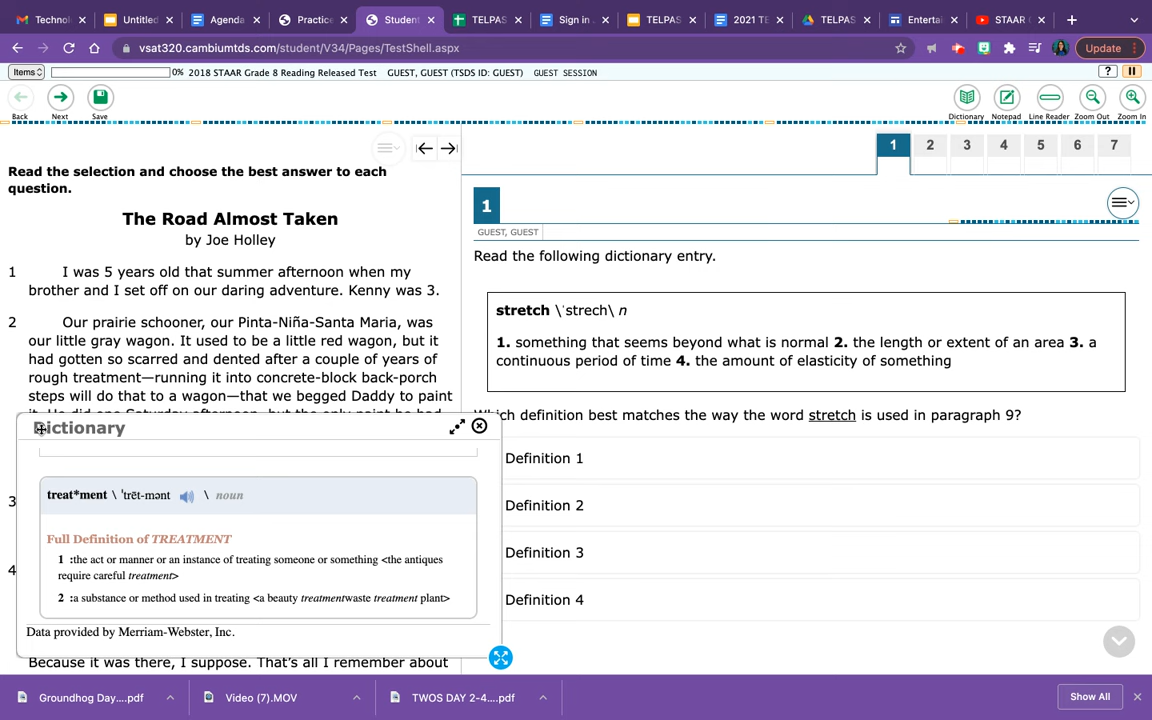 Technol
Untitled
Agenda
Practice
Student
TELPAS
Sign in .
TELPAS
2021 TE
TELPAS
Entertai
STAAR
vsat320.cambiumtds.com/student/V34/Pages/TestShell.aspx
Update
Items
0% 2018 STAAR Grade 8 Reading Released Test GUEST, GUEST (TSDS ID: GUEST) GUEST SESSION
Back
Next
Save
Dictionary
Notepad
Line Reader
Zoom Out
Zoom In
1 2 3 4 5 6 7
Read the selection and choose the best answer to each
question.
The Road Almost Taken
by Joe Holley
1 I was 5 years old that summer afternoon when my
brother and I set off on our daring adventure. Kenny was 3.
2 Our prairie schooner, our Pinta-Niña-Santa Maria, was
our little gray wagon. It used to be a little red wagon, but it
had gotten so scarred and dented after a couple of years of
rough treatment—running it into concrete-block back-porch
steps will do that to a wagon—that we begged Daddy to paint
it. He did one Saturday afternoon, but the only paint he had
3
4
Because it was there, I suppose. That's all I remember about
Dictionary
treat*ment \ ˈtrēt-mənt \ noun
Full Definition of TREATMENT
1 :the act or manner or an instance of treating someone or something <the antiques
require careful treatment>
2 :a substance or method used in treating <a beauty treatmentwaste treatment plant>
Data provided by Merriam-Webster, Inc.
1
GUEST, GUEST
Read the following dictionary entry.
stretch \ˈstrech\ n
1. something that seems beyond what is normal 2. the length or extent of an area 3. a
continuous period of time 4. the amount of elasticity of something
Which definition best matches the way the word stretch is used in paragraph 9?
Definition 1
Definition 2
Definition 3
Definition 4
Groundhog Day....pdf
Video (7).MOV
TWOS DAY 2-4....pdf
Show All